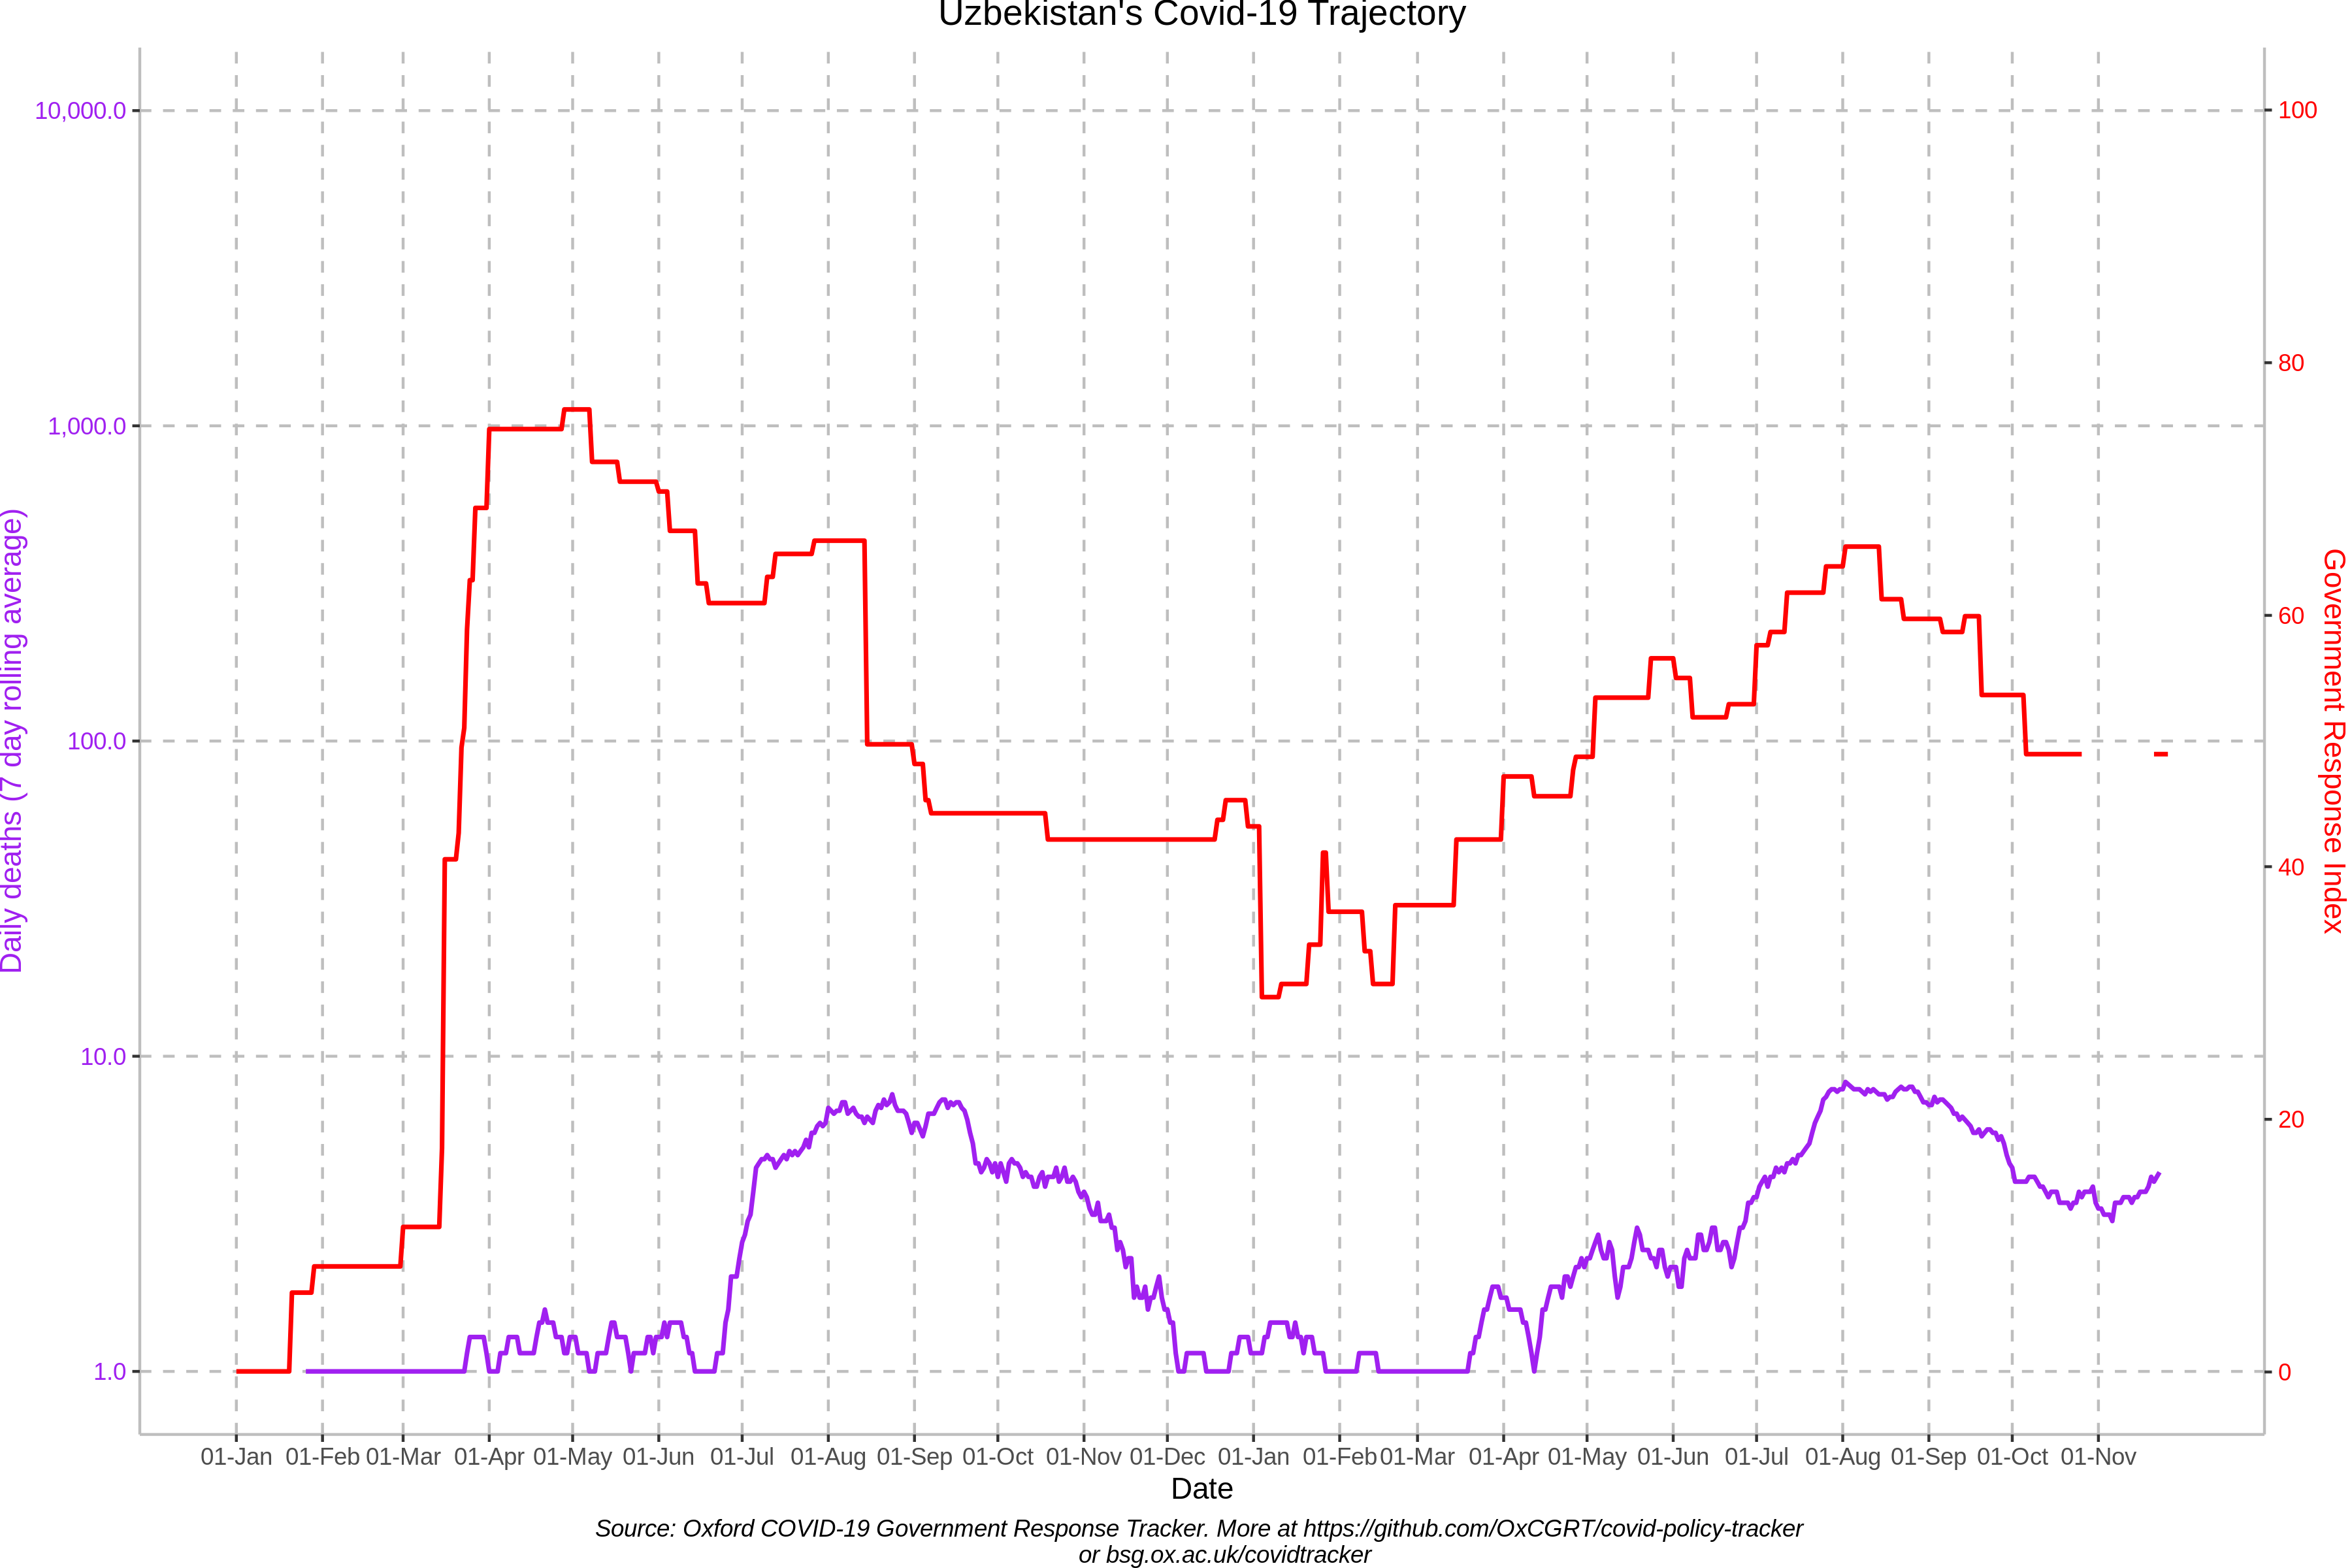 Uzbekistan's Covid-19 Trajectory
10,000.0
1,000.0
100.0
10.0
1.0
Daily deaths (7 day rolling average)
100
80
60
40
20
0
Government Response Index
01-Jan 01-Feb 01-Mar 01-Apr 01-May 01-Jun 01-Jul 01-Aug 01-Sep 01-Oct 01-Nov 01-Dec 01-Jan 01-Feb 01-Mar 01-Apr 01-May 01-Jun 01-Jul 01-Aug 01-Sep 01-Oct 01-Nov
Date
Source: Oxford COVID-19 Government Response Tracker. More at https://github.com/OxCGRT/covid-policy-tracker
or bsg.ox.ac.uk/covidtracker